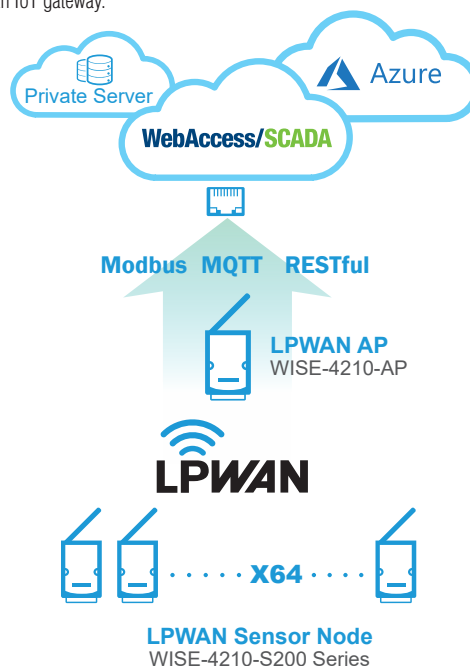 IoT gateway.
Private Server
Azure
WebAccess/SCADA
Modbus MQTT RESTful
LPWAN AP
WISE-4210-AP
LPWAN
X64
LPWAN Sensor Node
WISE-4210-S200 Series